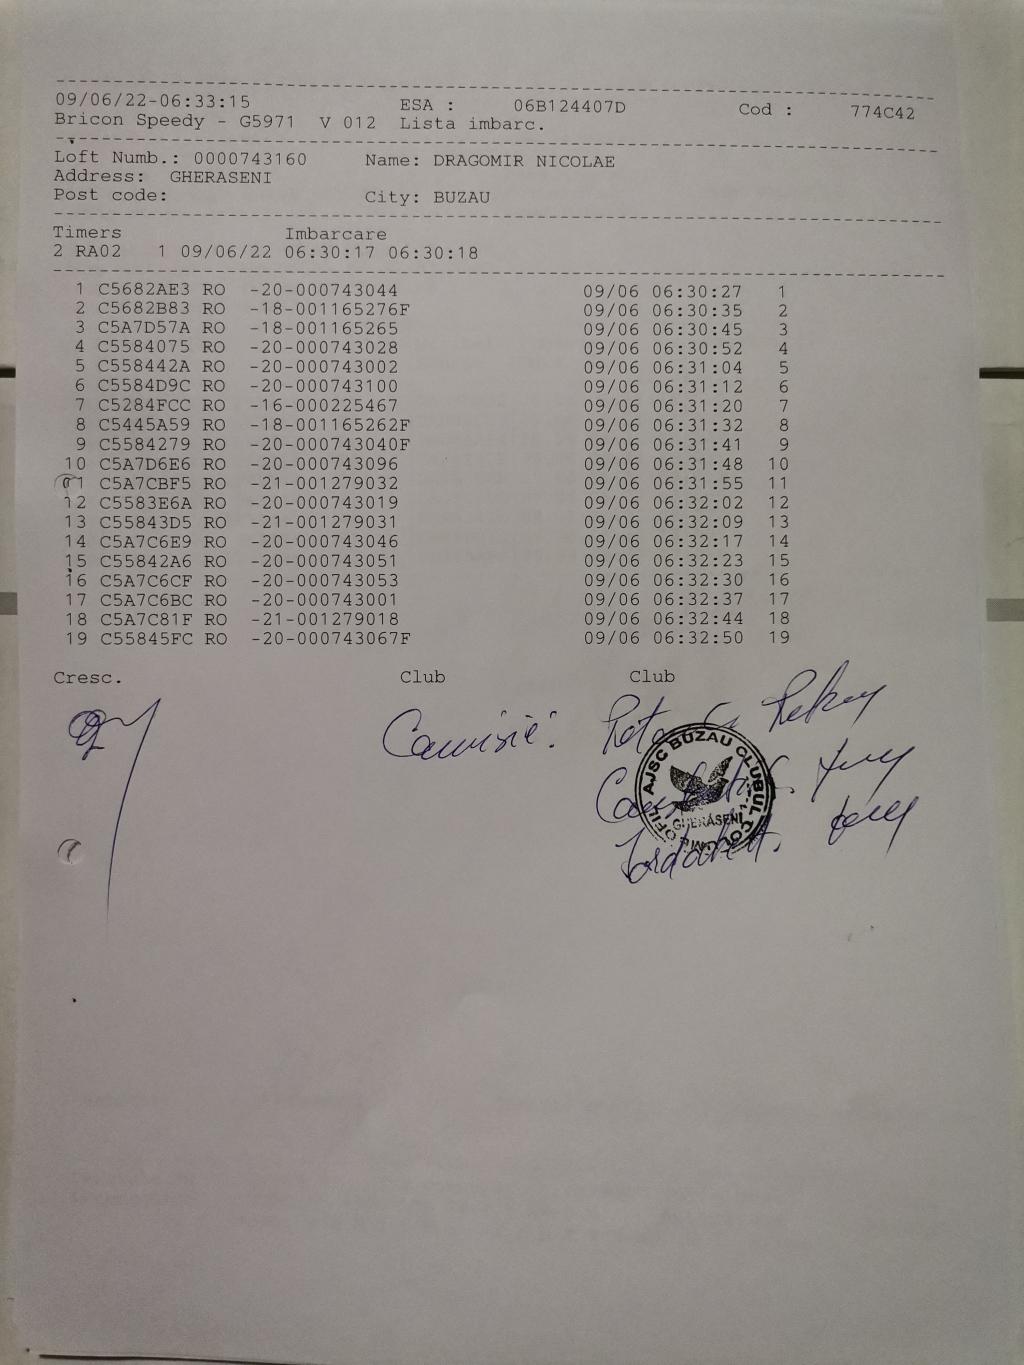 09/06/22-06:33:15 ESA : 06B124407D Cod : 774C42
Bricon Speedy - G5971 V 012 Lista imbarc.
Loft Numb.: 0000743160 Name: DRAGOMIR NICOLAE
Address: GHERASENI
Post code: City: BUZAU
Timers Imbarcare
2 RA02 1 09/06/22 06:30:17 06:30:18
1 C5682AE3 RO -20-000743044 09/06 06:30:27 1
2 C5682B83 RO -18-001165276F 09/06 06:30:35 2
3 C5A7D57A RO -18-001165265 09/06 06:30:45 3
4 C5584075 RO -20-000743028 09/06 06:30:52 4
5 C558442A RO -20-000743002 09/06 06:31:04 5
6 C5584D9C RO -20-000743100 09/06 06:31:12 6
7 C5284FCC RO -16-000225467 09/06 06:31:20 7
8 C5445A59 RO -18-001165262F 09/06 06:31:32 8
9 C5584279 RO -20-000743040F 09/06 06:31:41 9
10 C5A7D6E6 RO -20-000743096 09/06 06:31:48 10
11 C5A7CBF5 RO -21-001279032 09/06 06:31:55 11
12 C5583E6A RO -20-000743019 09/06 06:32:02 12
13 C55843D5 RO -21-001279031 09/06 06:32:09 13
14 C5A7C6E9 RO -20-000743046 09/06 06:32:17 14
15 C55842A6 RO -20-000743051 09/06 06:32:23 15
16 C5A7C6CF RO -20-000743053 09/06 06:32:30 16
17 C5A7C6BC RO -20-000743001 09/06 06:32:37 17
18 C5A7C81F RO -21-001279018 09/06 06:32:44 18
19 C55845FC RO -20-000743067F 09/06 06:32:50 19
Cresc. Club Club
Comisie:
AJSC BUZAU CLUBUL COLUMBOFIL
GHERASENI